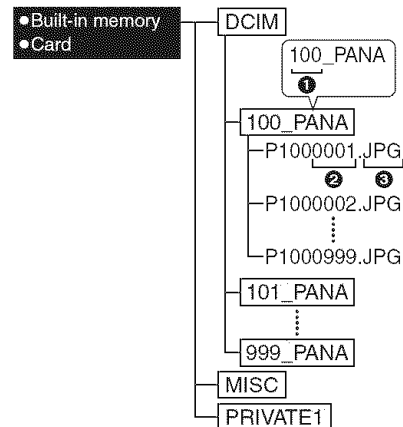 ●Built-in memory
●Card
DCIM
100_PANA
❶
100_PANA
P1000001.JPG
❷ ❸
P1000002.JPG
P1000999.JPG
101_PANA
999_PANA
MISC
PRIVATE1